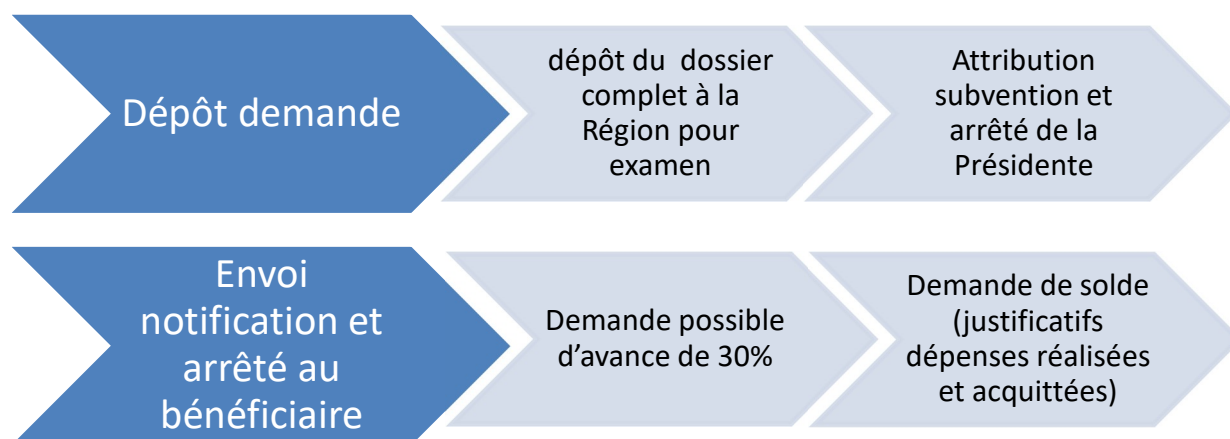 Dépôt demande
dépôt du dossier
complet à la
Région pour
examen
Attribution
subvention et
arrêté de la
Présidente
Envoi
notification et
arrêté au
bénéficiaire
Demande possible
d’avance de 30%
Demande de solde
(justificatifs
dépenses réalisées
et acquittées)